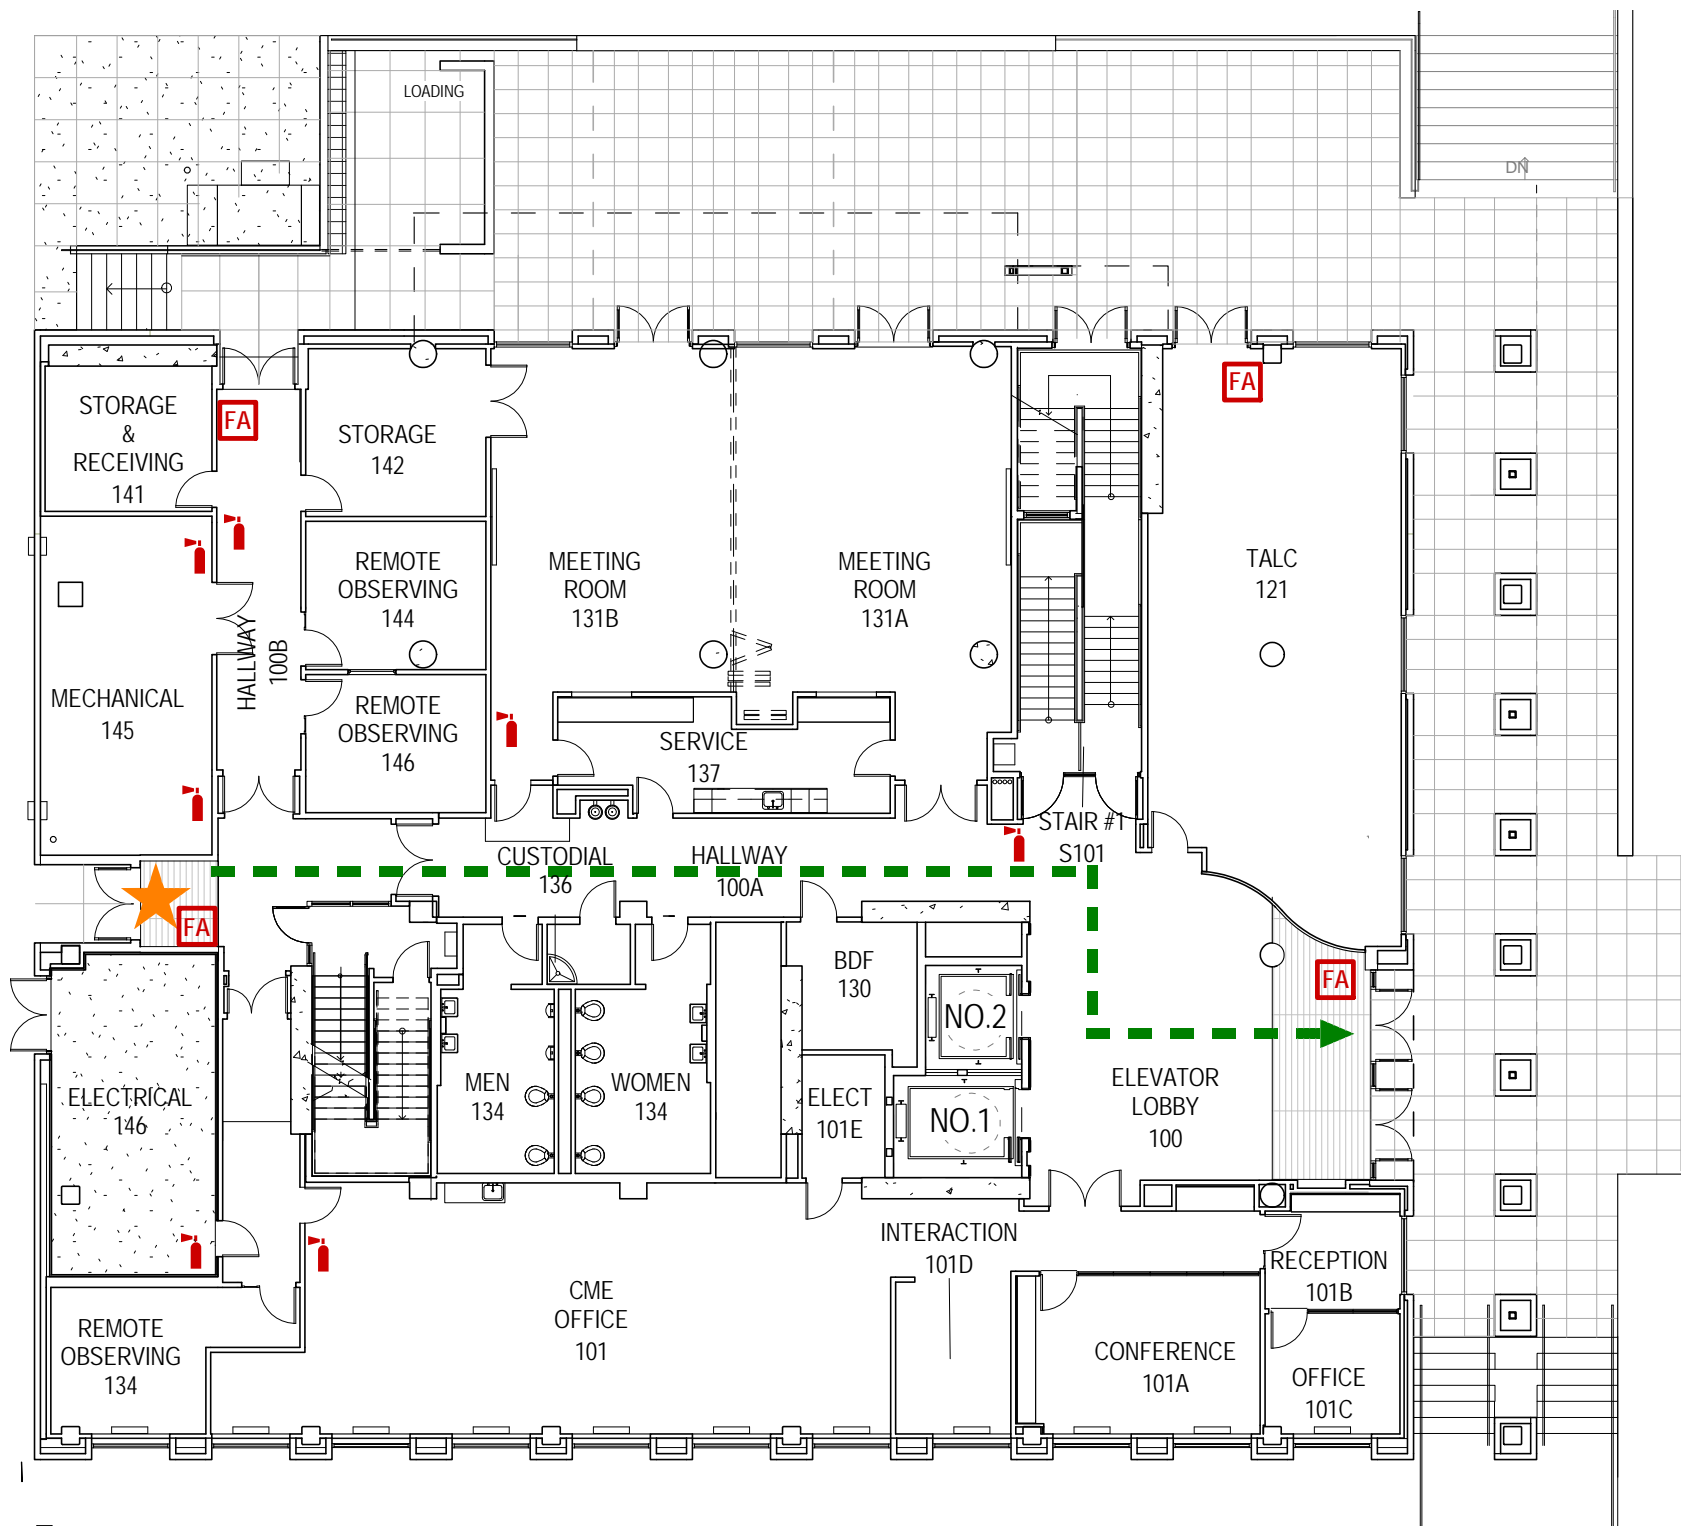 LOADING
DN
STORAGE
&
RECEIVING
141
FA
STORAGE
142
FA
REMOTE
OBSERVING
144
MEETING
ROOM
131B
MEETING
ROOM
131A
TALC
121
HALLWAY
100B
MECHANICAL
145
REMOTE
OBSERVING
146
SERVICE
137
STAIR #1
S101
CUSTODIAL
136
HALLWAY
100A
FA
BDF
130
FA
NO.2
ELECTRICAL
146
MEN
134
WOMEN
134
ELECT
101E
NO.1
ELEVATOR
LOBBY
100
INTERACTION
101D
RECEPTION
101B
CME
OFFICE
101
REMOTE
OBSERVING
134
CONFERENCE
101A
OFFICE
101C